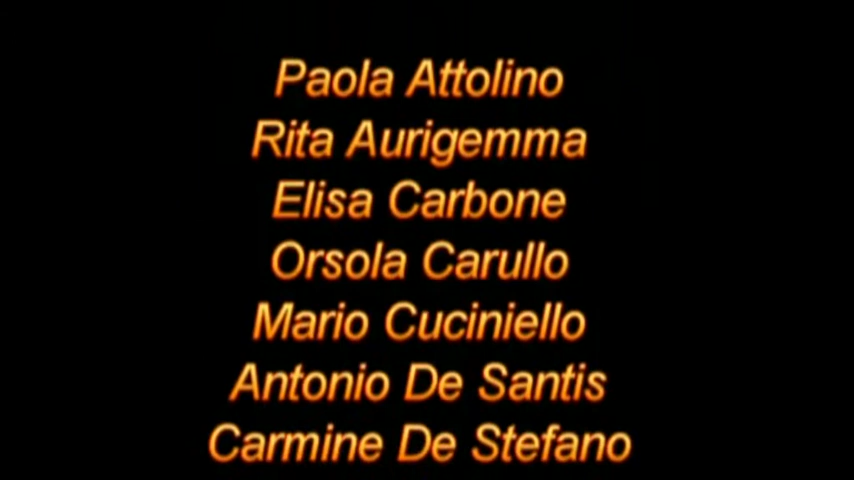 Paola Attolino
Rita Aurigemma
Elisa Carbone
Orsola Carullo
Mario Cuciniello
Antonio De Santis
Carmine De Stefano